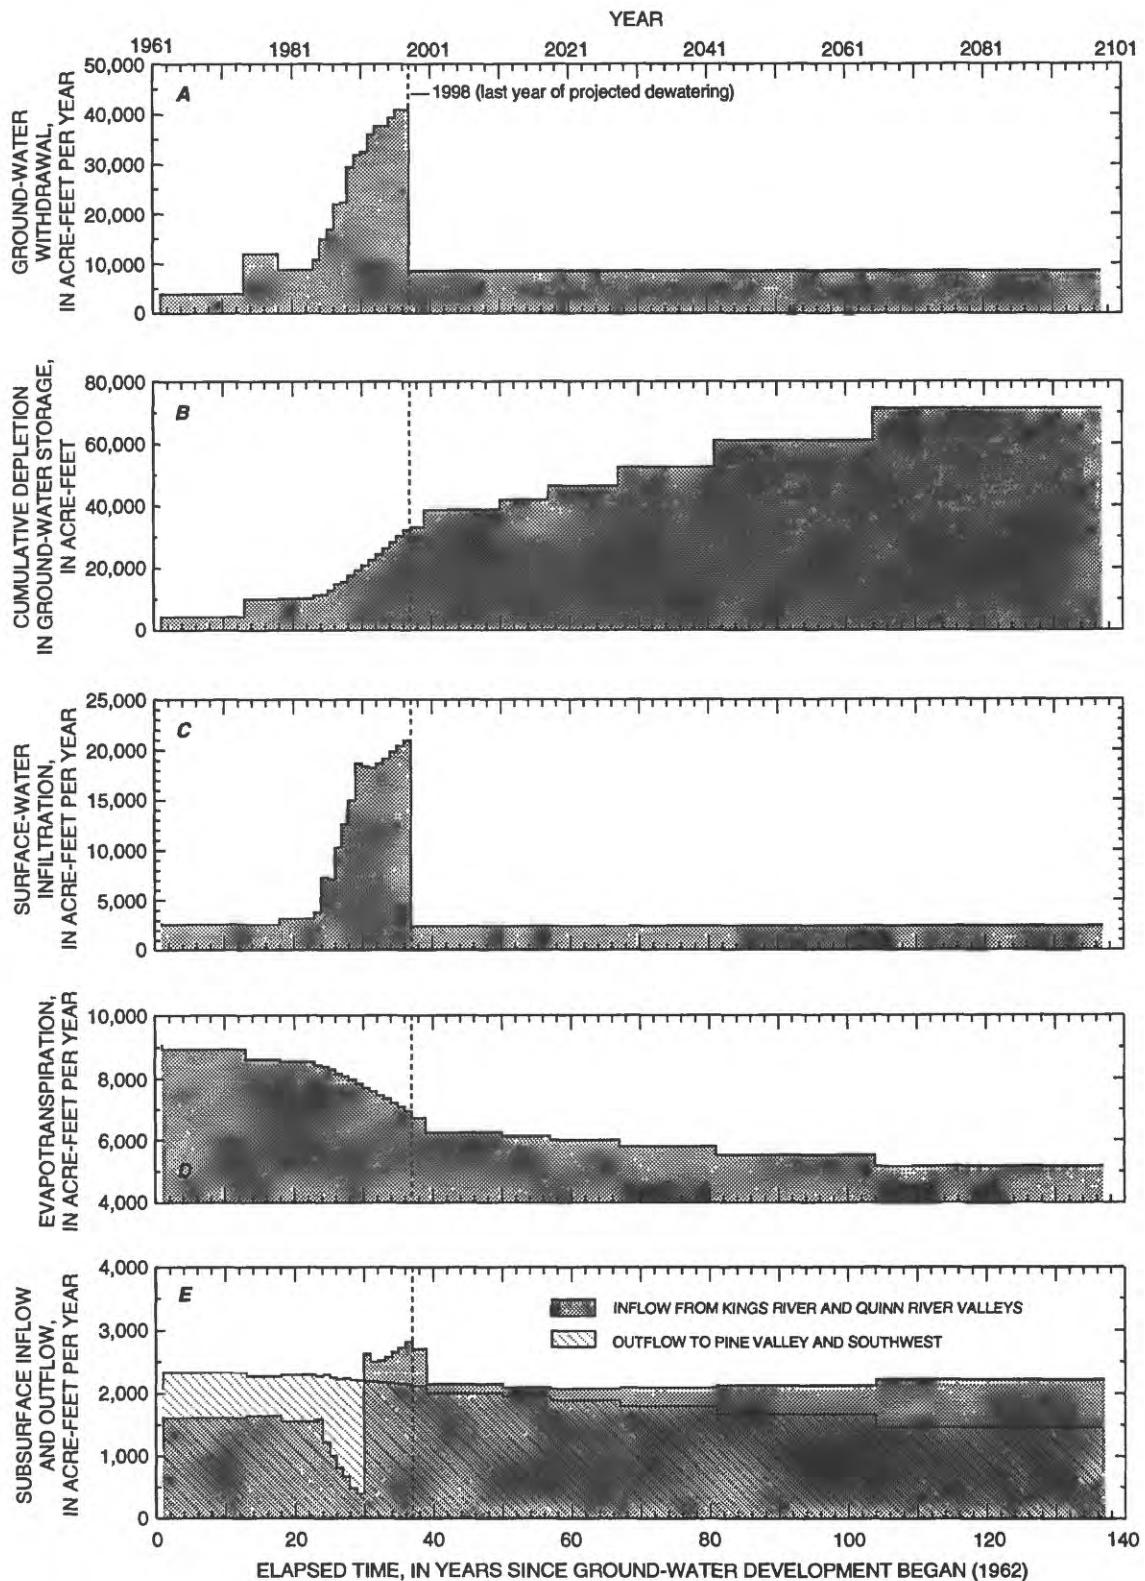 YEAR
1961 1981 2001 2021 2041 2061 2081 2101
GROUND-WATER
WITHDRAWAL,
IN ACRE-FEET PER YEAR
50,000
40,000
30,000
20,000
10,000
0
A
1998 (last year of projected dewatering)
CUMULATIVE DEPLETION
IN GROUND-WATER STORAGE,
IN ACRE-FEET
80,000
60,000
40,000
20,000
0
B
SURFACE-WATER
INFILTRATION,
IN ACRE-FEET PER YEAR
25,000
20,000
15,000
10,000
5,000
0
C
EVAPOTRANSPIRATION,
IN ACRE-FEET PER YEAR
10,000
8,000
6,000
4,000
D
SUBSURFACE INFLOW
AND OUTFLOW,
IN ACRE-FEET PER YEAR
4,000
3,000
2,000
1,000
0
E
INFLOW FROM KINGS RIVER AND QUINN RIVER VALLEYS
OUTFLOW TO PINE VALLEY AND SOUTHWEST
0 20 40 60 80 100 120 140
ELAPSED TIME, IN YEARS SINCE GROUND-WATER DEVELOPMENT BEGAN (1962)